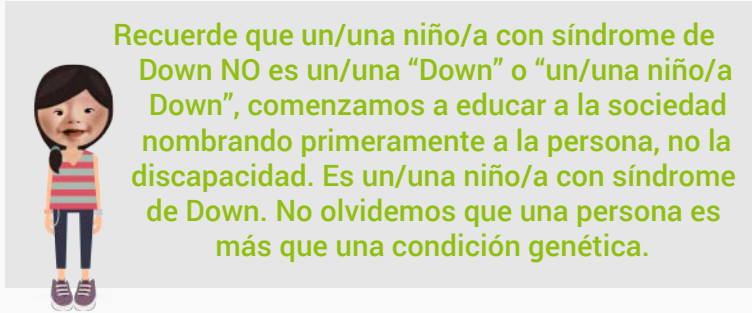 Recuerde que un/una niño/a con síndrome de
Down NO es un/una “Down” o “un/una niño/a
Down”, comenzamos a educar a la sociedad
nombrando primeramente a la persona, no la
discapacidad. Es un/una niño/a con síndrome
de Down. No olvidemos que una persona es
más que una condición genética.